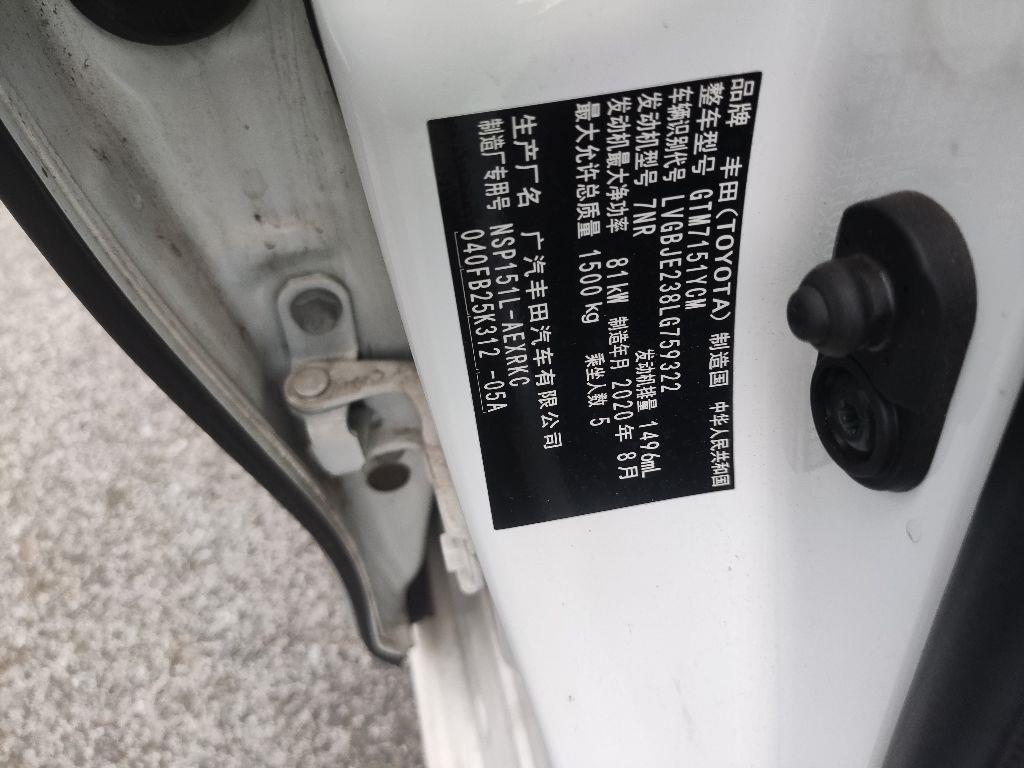 品牌 丰田(TOYOTA) 制造国 中华人民共和国
整车型号 GTM7151YCM
车辆识别代号 LVGBJE238LG759322
发动机型号 7NR 发动机排量 1496mL
发动机最大净功率 81kW 制造年月 2020年 8月
最大允许总质量 1500kg 乘坐人数 5
生产厂名 广汽丰田汽车有限公司
制造厂专用号 NSP151L-AEXRKC
040FB25K312 -05A